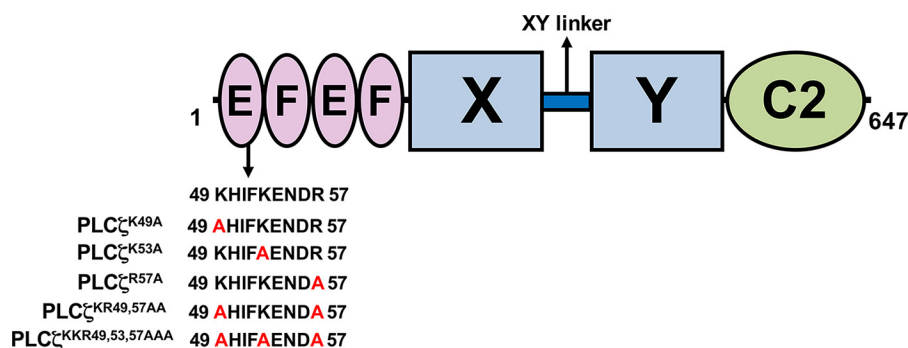 XY linker
1 E F E F X Y C2 647
49 KHIFKENDR 57
PLCζK49A 49 AHIFKENDR 57
PLCζK53A 49 KHIFAENDR 57
PLCζR57A 49 KHIFKENDA 57
PLCζKR49,57AA 49 AHIFKENDA 57
PLCζKKR49,53,57AAA 49 AHIFAENDA 57